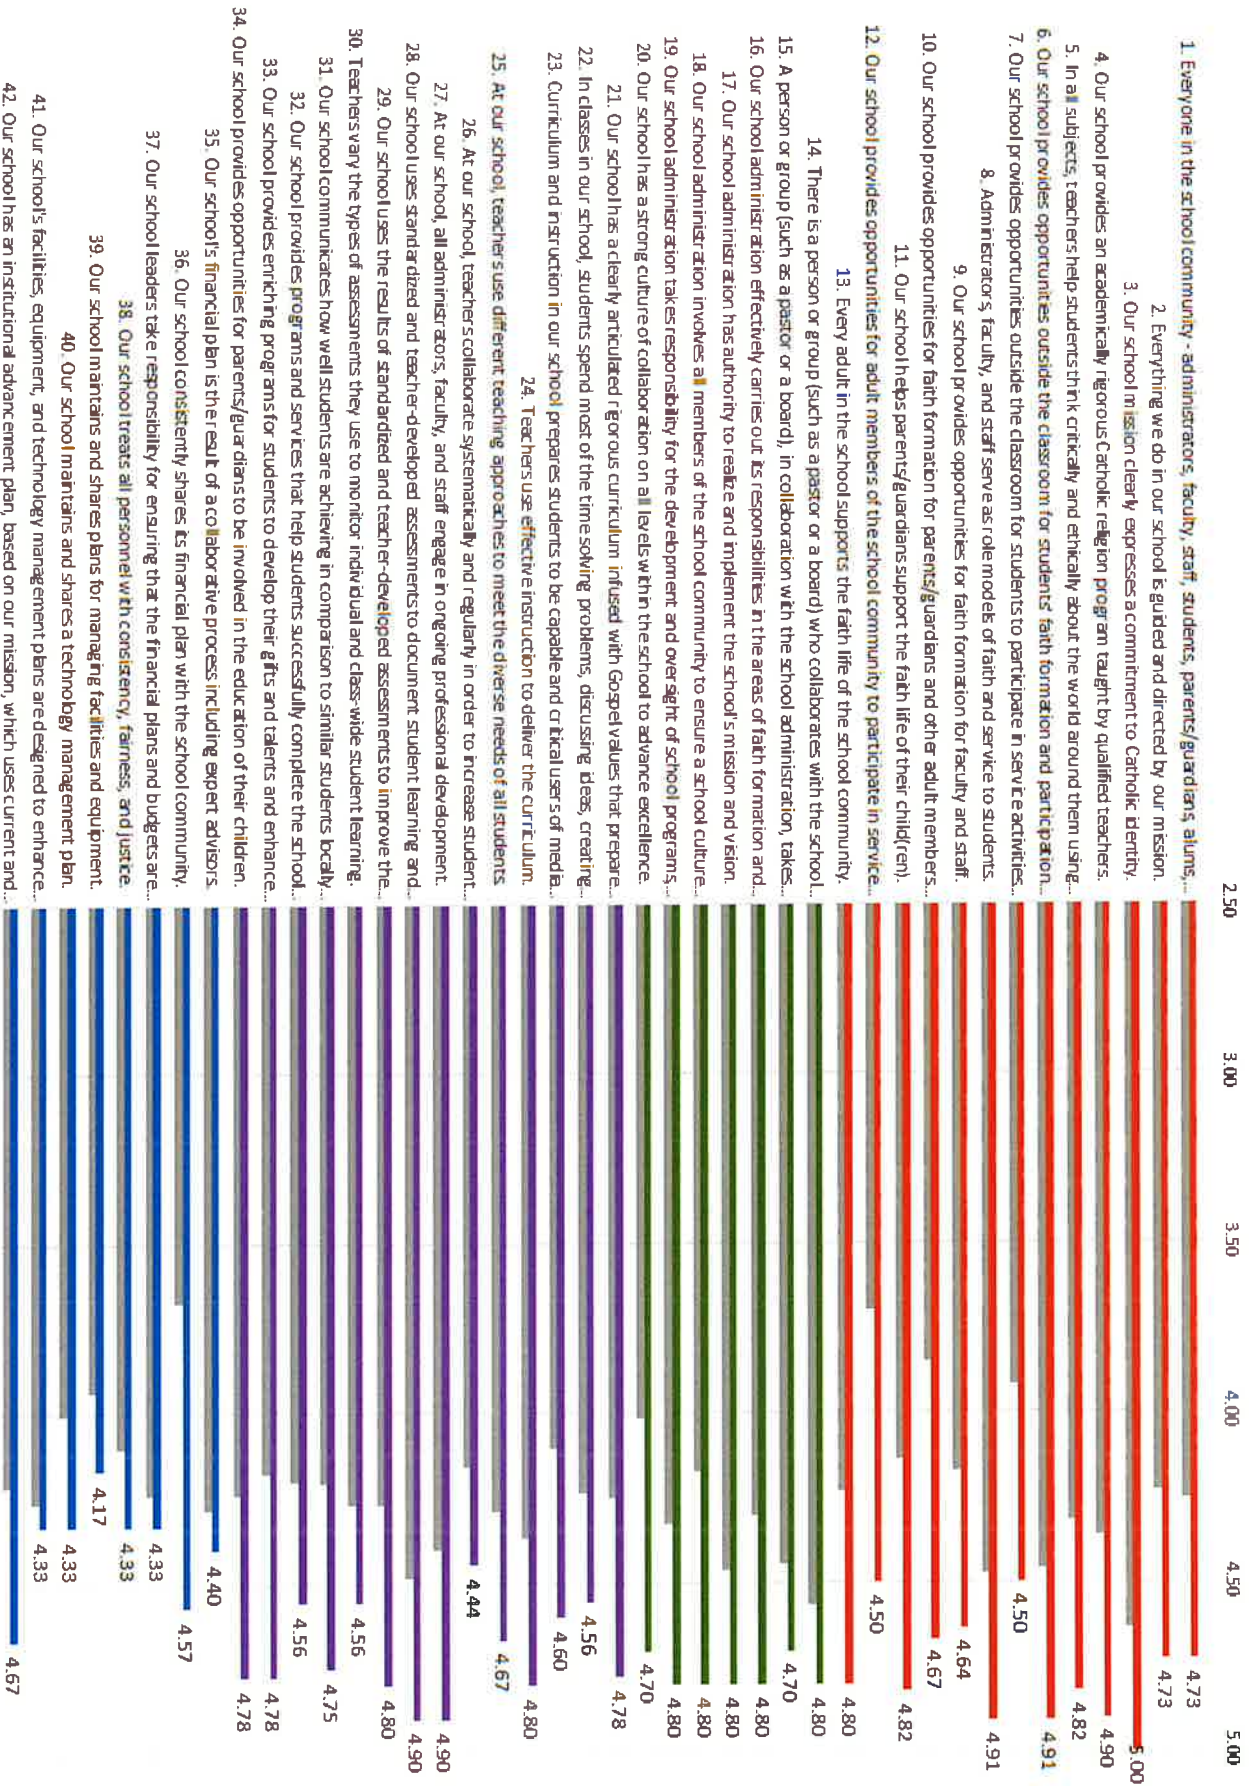 2.50 3.00 3.50 4.00 4.50 5.00
1. Everyone in the school community - administrators, faculty, staff, students, parents/guardians, alums,... 4.73
2. Everything we do in our school is guided and directed by our mission. 4.73
3. Our school mission clearly expresses a commitment to Catholic identity. 5.00
4. Our school provides an academically rigorous Catholic religion program taught by qualified teachers. 4.90
5. In all subjects, teachers help students think critically and ethically about the world around them using... 4.82
6. Our school provides opportunities outside the classroom for students' faith formation and participation... 4.91
7. Our school provides opportunities outside the classroom for students to participate in service activities... 4.50
8. Administrators, faculty, and staff serve as role models of faith and service to students. 4.91
9. Our school provides opportunities for faith formation for faculty and staff. 4.64
10. Our school provides opportunities for faith formation for parents/guardians and other adult members... 4.67
11. Our school helps parents/guardians support the faith life of their child(ren). 4.82
12. Our school provides opportunities for adult members of the school community to participate in service... 4.50
13. Every adult in the school supports the faith life of the school community. 4.80
14. There is a person or group (such as a pastor or a board) who collaborates with the school... 4.80
15. A person or group (such as a pastor or a board), in collaboration with the school administration, takes... 4.70
16. Our school administration effectively carries out its responsibilities in the areas of faith formation and... 4.80
17. Our school administration has authority to realize and implement the school's mission and vision. 4.80
18. Our school administration involves all members of the school community to ensure a school culture... 4.80
19. Our school administration takes responsibility for the development and oversight of school programs... 4.80
20. Our school has a strong culture of collaboration on all levels within the school to advance excellence. 4.70
21. Our school has a clearly articulated rigorous curriculum infused with Gospel values that prepare... 4.78
22. In classes in our school, students spend most of the time solving problems, discussing ideas, creating... 4.56
23. Curriculum and instruction in our school prepares students to be capable and critical users of media... 4.60
24. Teachers use effective instruction to deliver the curriculum. 4.80
25. At our school, teachers use different teaching approaches to meet the diverse needs of all students 4.67
26. At our school, teachers collaborate systematically and regularly in order to increase student... 4.44
27. At our school, all administrators, faculty, and staff engage in ongoing professional development. 4.90
28. Our school uses standardized and teacher-developed assessments to document student learning and... 4.90
29. Our school uses the results of standardized and teacher-developed assessments to improve the... 4.80
30. Teachers vary the types of assessments they use to monitor individual and class-wide student learning. 4.56
31. Our school communicates how well students are achieving in comparison to similar students locally... 4.75
32. Our school provides programs and services that help students successfully complete the school... 4.56
33. Our school provides enriching programs for students to develop their gifts and talents and enhance... 4.78
34. Our school provides opportunities for parents/guardians to be involved in the education of their children. 4.78
35. Our school's financial plan is the result of a collaborative process including expert advisors. 4.40
36. Our school consistently shares its financial plan with the school community. 4.57
37. Our school leaders take responsibility for ensuring that the financial plans and budgets are... 4.33
38. Our school treats all personnel with consistency, fairness, and justice. 4.33
39. Our school maintains and shares plans for managing facilities and equipment. 4.17
40. Our school maintains and shares a technology management plan. 4.33
41. Our school's facilities, equipment, and technology management plans are designed to enhance... 4.33
42. Our school has an institutional advancement plan, based on our mission, which uses current and... 4.67